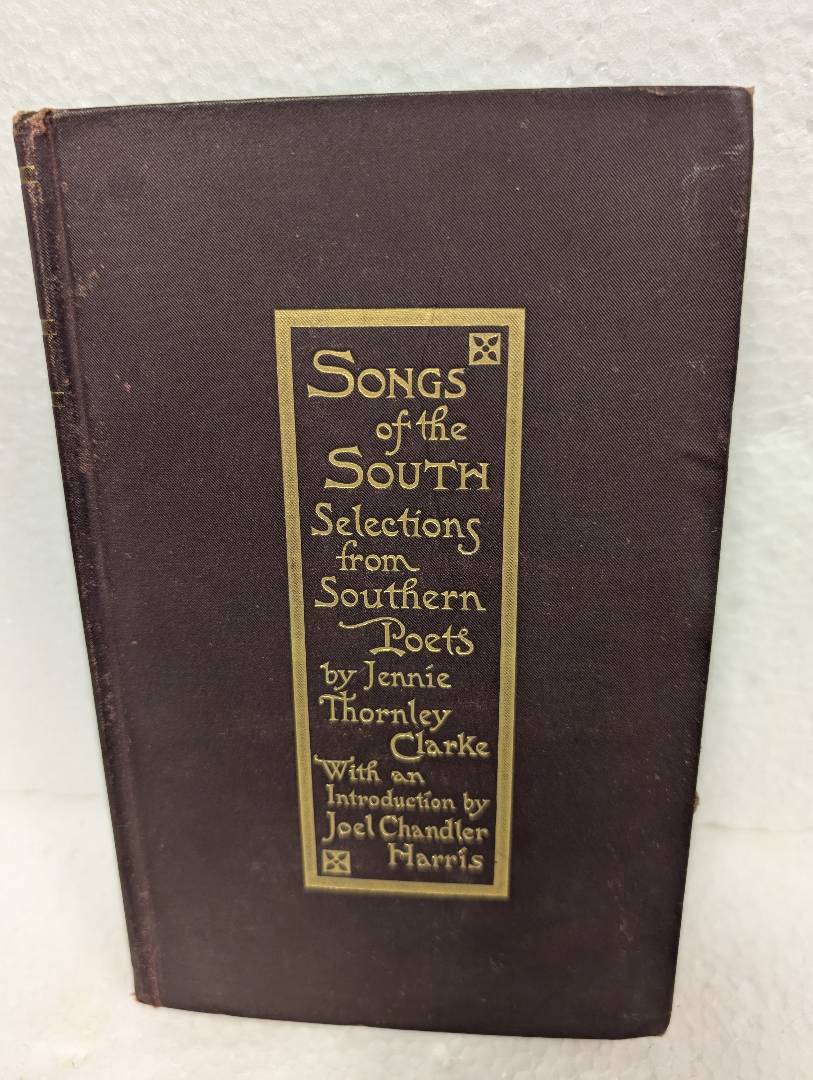 SONGS
of the
SOUTH
Selections
from
Southern
Poets
by Jennie
Thornley
Clarke
With an
Introduction by
Joel Chandler
Harris